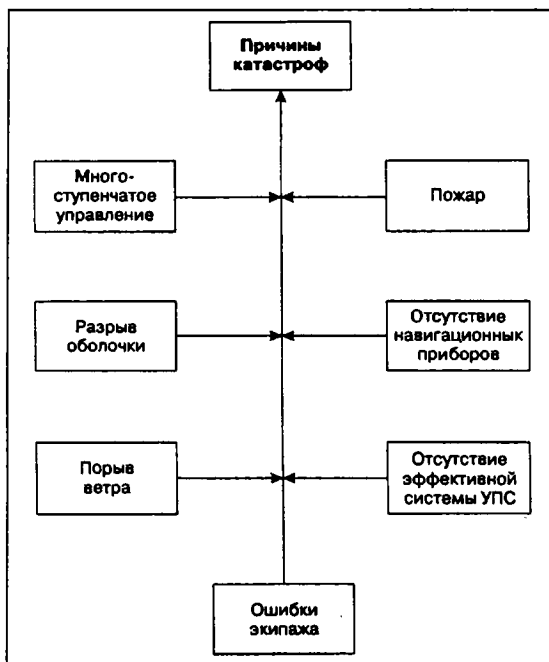 Причины
катастроф
Много-
ступенчатое
управление
Пожар
Разрыв
оболочки
Отсутствие
навигационных
приборов
Порыв
ветра
Отсутствие
эффективной
системы УПС
Ошибки
экипажа